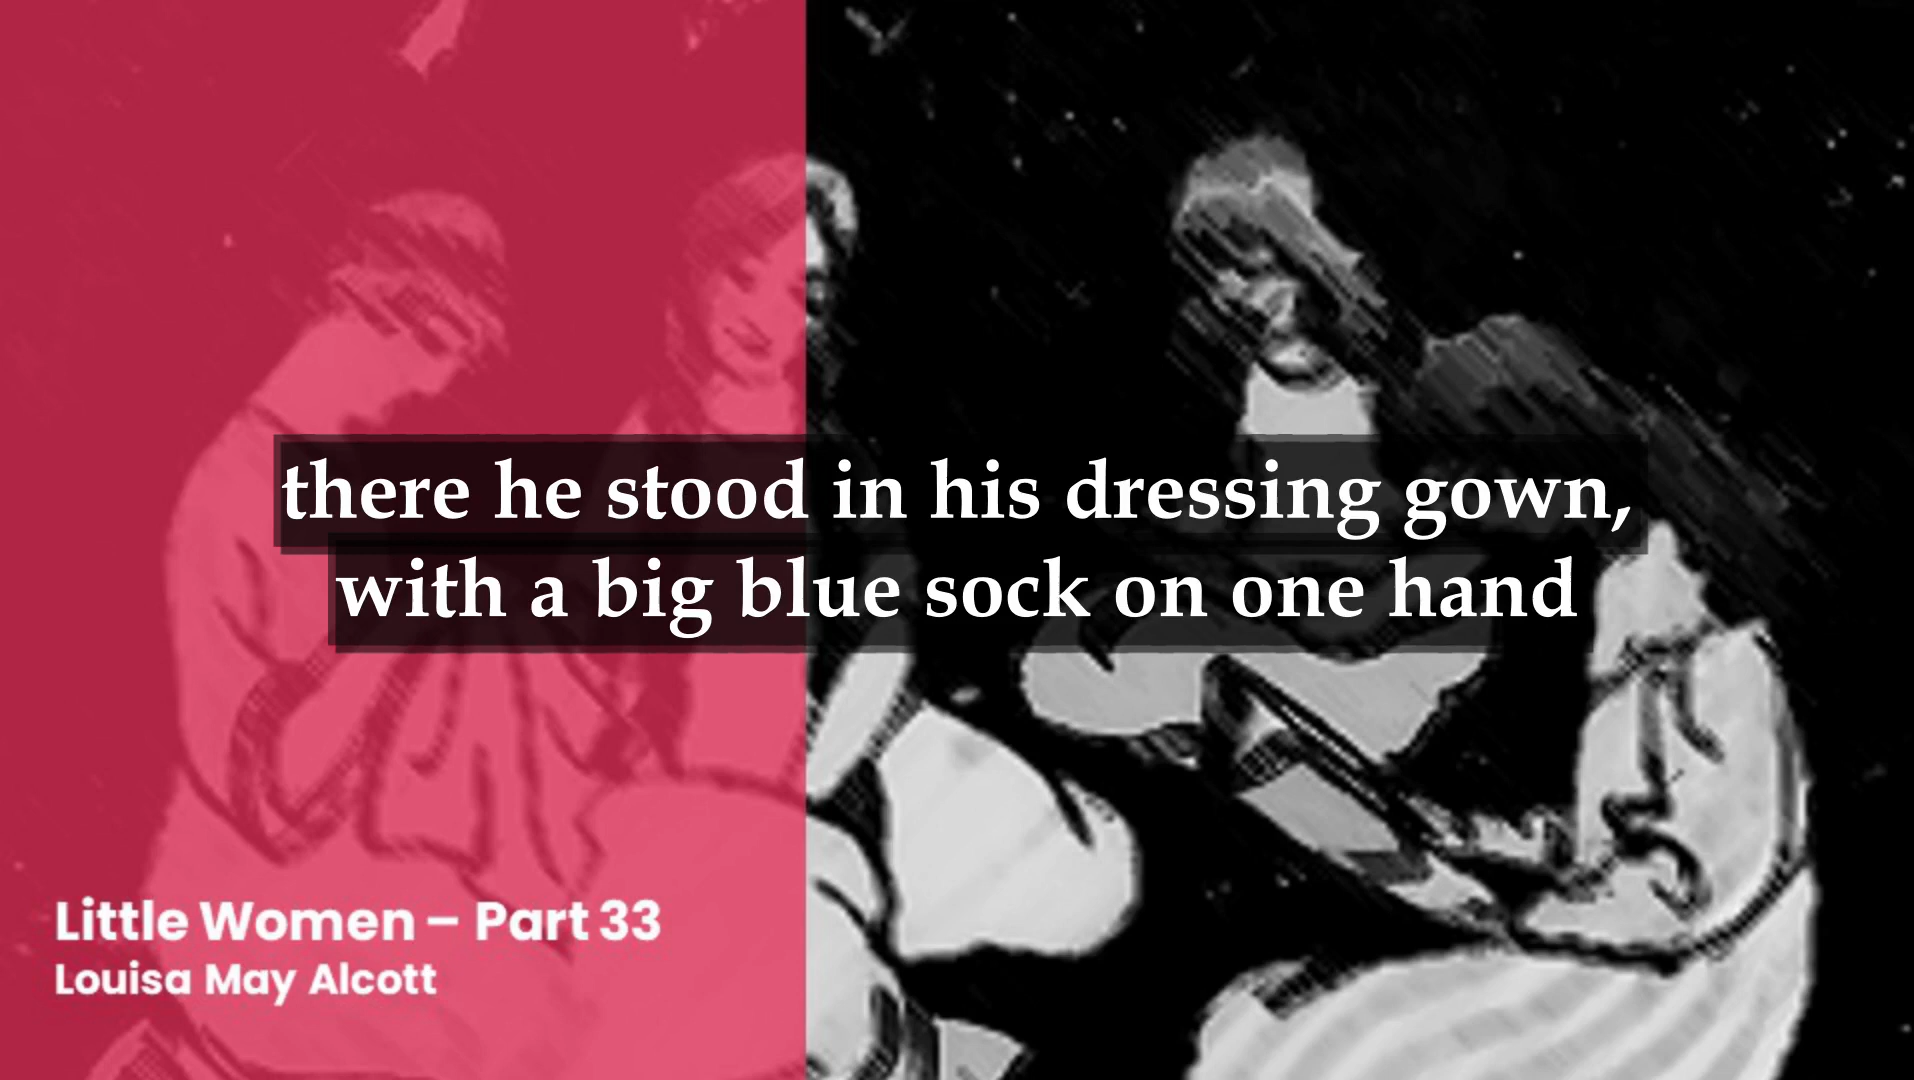 there he stood in his dressing gown,
with a big blue sock on one hand
Little Women – Part 33
Louisa May Alcott